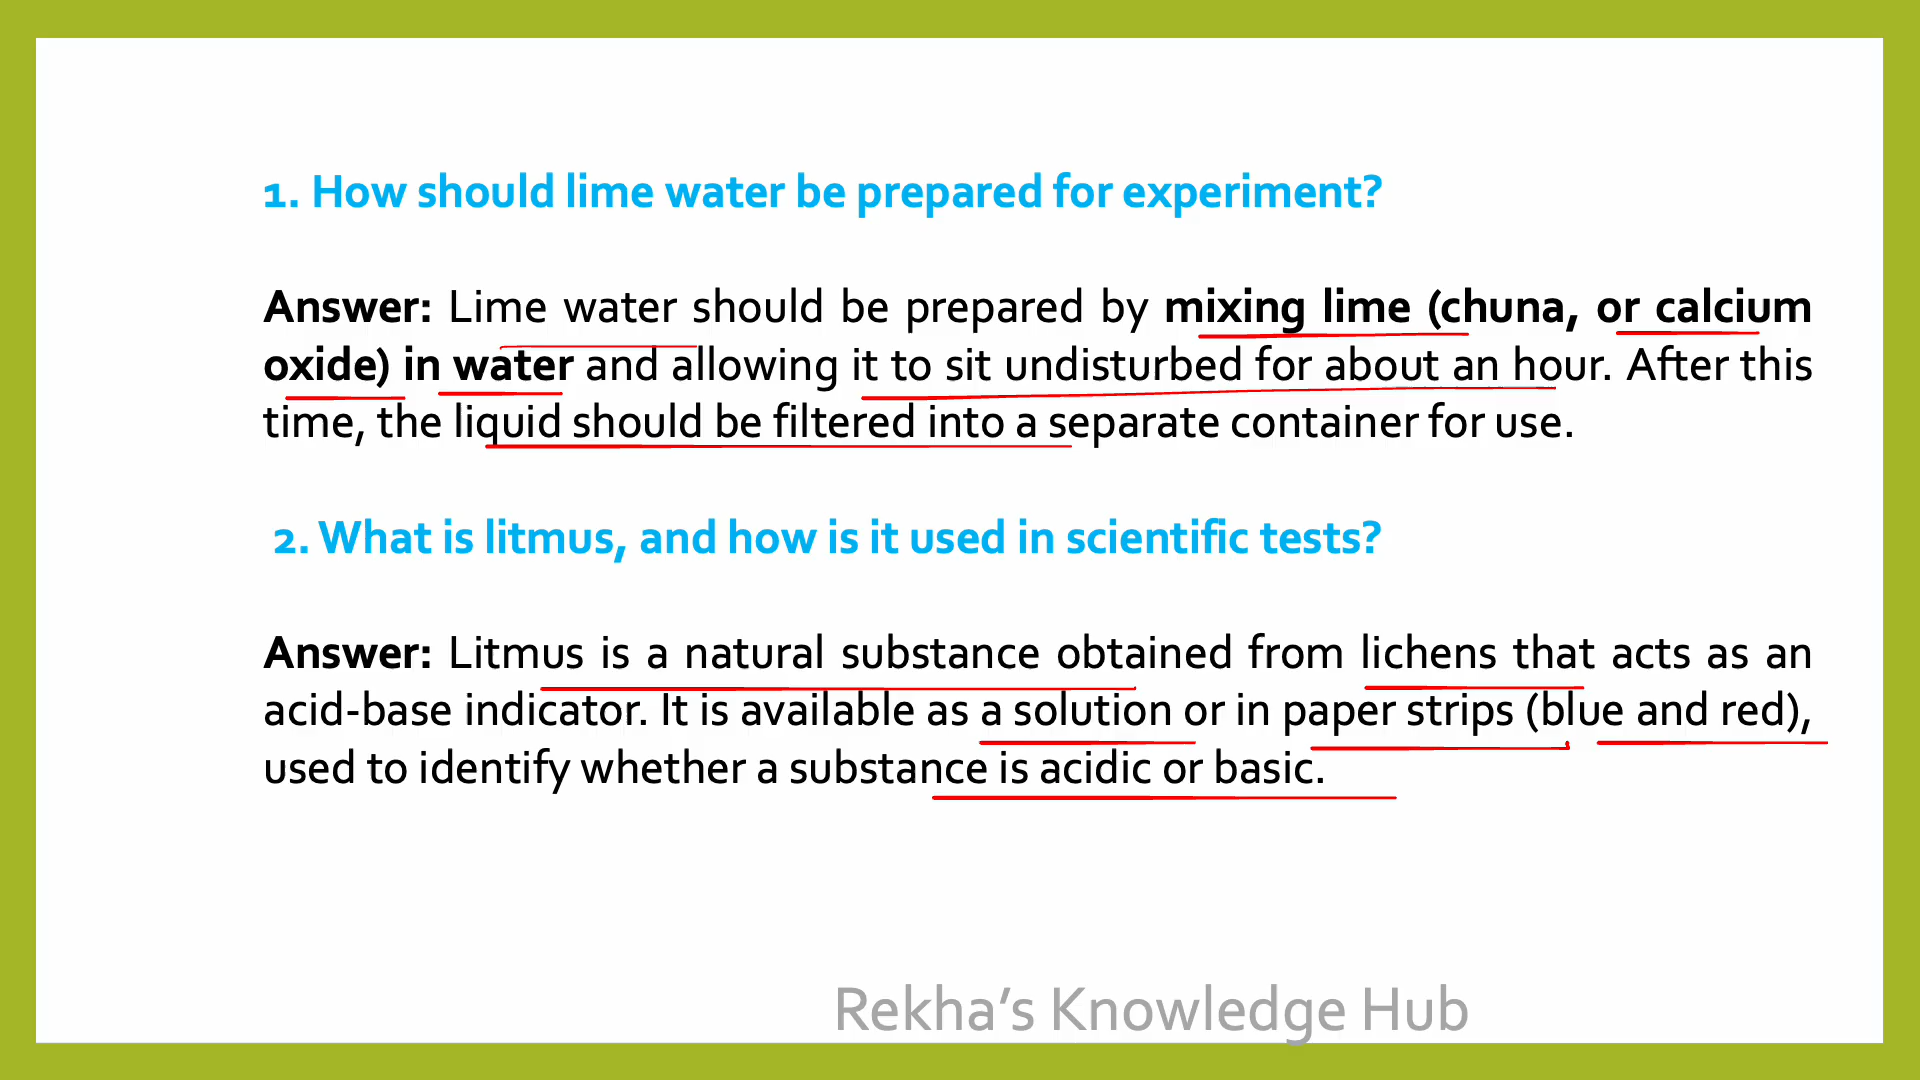 1. How should lime water be prepared for experiment?
Answer: Lime water should be prepared by mixing lime (chuna, or calcium
oxide) in water and allowing it to sit undisturbed for about an hour. After this
time, the liquid should be filtered into a separate container for use.
2. What is litmus, and how is it used in scientific tests?
Answer: Litmus is a natural substance obtained from lichens that acts as an
acid-base indicator. It is available as a solution or in paper strips (blue and red),
used to identify whether a substance is acidic or basic.
Rekha’s Knowledge Hub